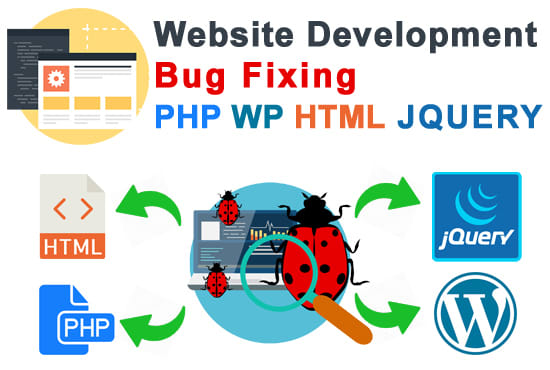 Website Development
Bug Fixing
PHP WP HTML JQUERY
HTML
jQuery
PHP
W